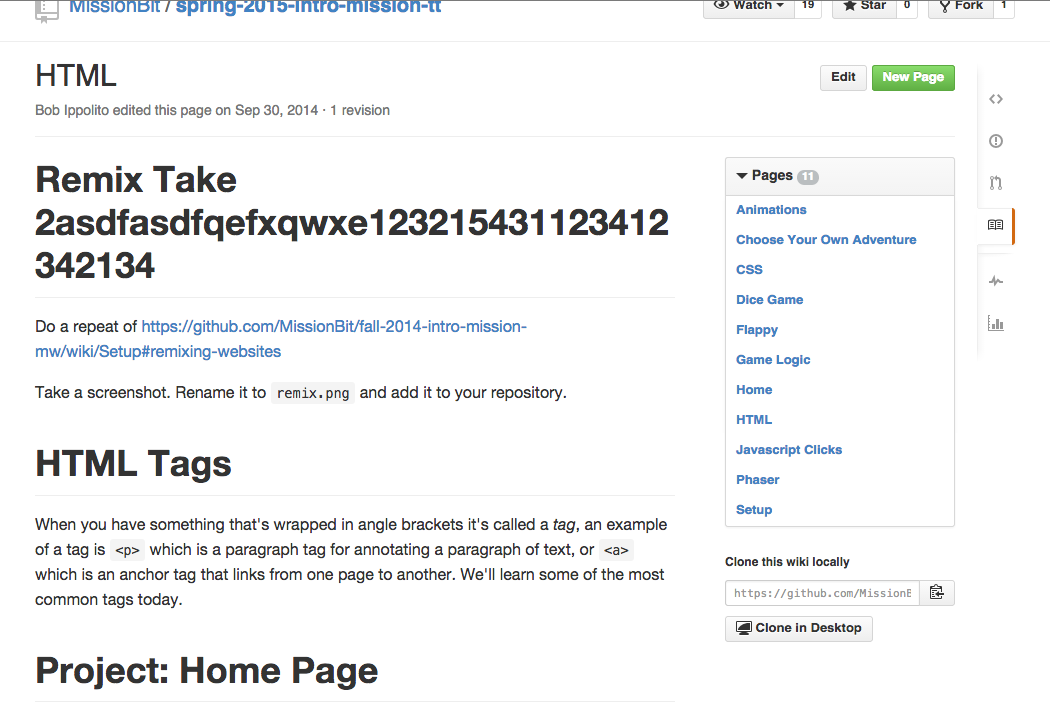 MissionBit / spring-2015-intro-mission-tt
Watch 19 Star 0 Fork 1
HTML
Edit New Page
Bob Ippolito edited this page on Sep 30, 2014 · 1 revision
Remix Take
2asdfasdfqefxqwxe123215431123412
342134
Do a repeat of https://github.com/MissionBit/fall-2014-intro-mission-
mw/wiki/Setup#remixing-websites
Take a screenshot. Rename it to remix.png and add it to your repository.
HTML Tags
When you have something that's wrapped in angle brackets it's called a tag, an example
of a tag is <p> which is a paragraph tag for annotating a paragraph of text, or <a>
which is an anchor tag that links from one page to another. We'll learn some of the most
common tags today.
Project: Home Page
Pages 11
Animations
Choose Your Own Adventure
CSS
Dice Game
Flappy
Game Logic
Home
HTML
Javascript Clicks
Phaser
Setup
Clone this wiki locally
https://github.com/MissionB
Clone in Desktop